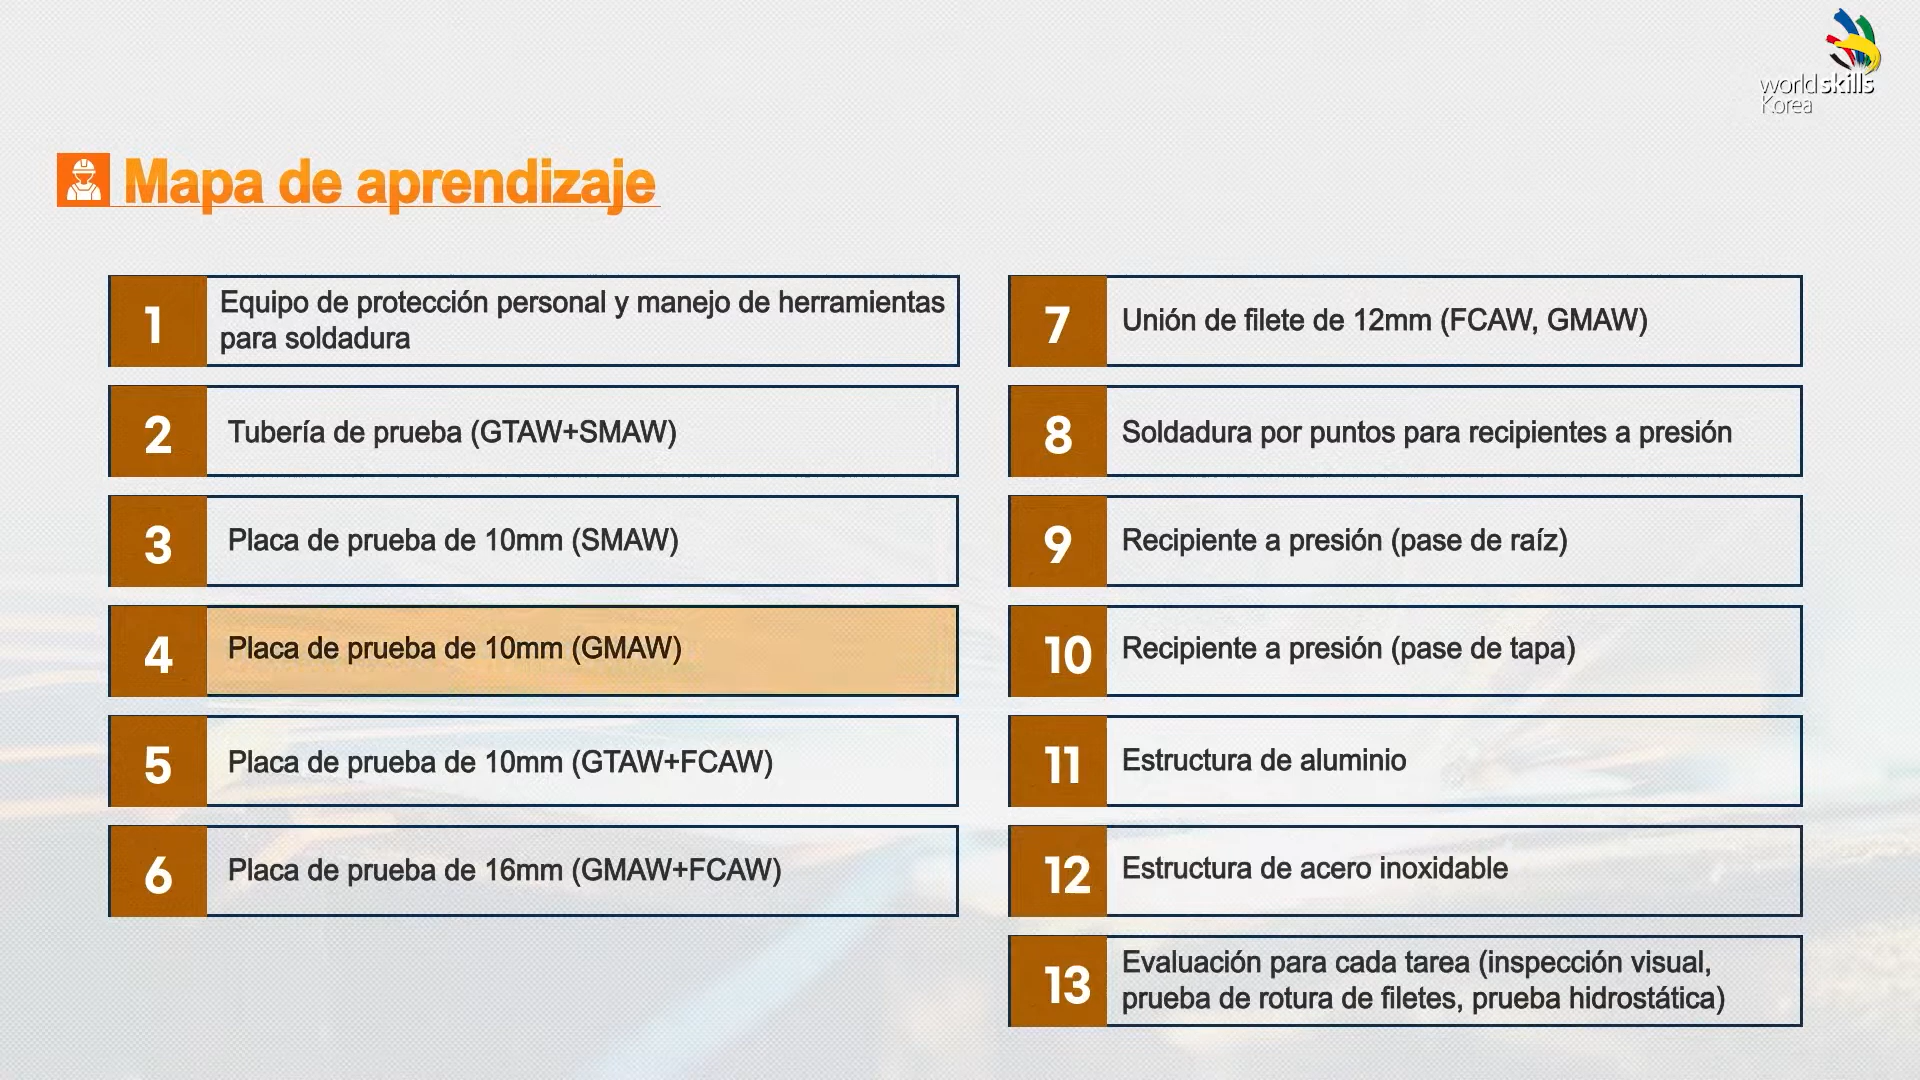 world skills
Korea
Mapa de aprendizaje
1
Equipo de protección personal y manejo de herramientas
para soldadura
2
Tubería de prueba (GTAW+SMAW)
3
Placa de prueba de 10mm (SMAW)
4
Placa de prueba de 10mm (GMAW)
5
Placa de prueba de 10mm (GTAW+FCAW)
6
Placa de prueba de 16mm (GMAW+FCAW)
7
Unión de filete de 12mm (FCAW, GMAW)
8
Soldadura por puntos para recipientes a presión
9
Recipiente a presión (pase de raíz)
10
Recipiente a presión (pase de tapa)
11
Estructura de aluminio
12
Estructura de acero inoxidable
13
Evaluación para cada tarea (inspección visual,
prueba de rotura de filetes, prueba hidrostática)